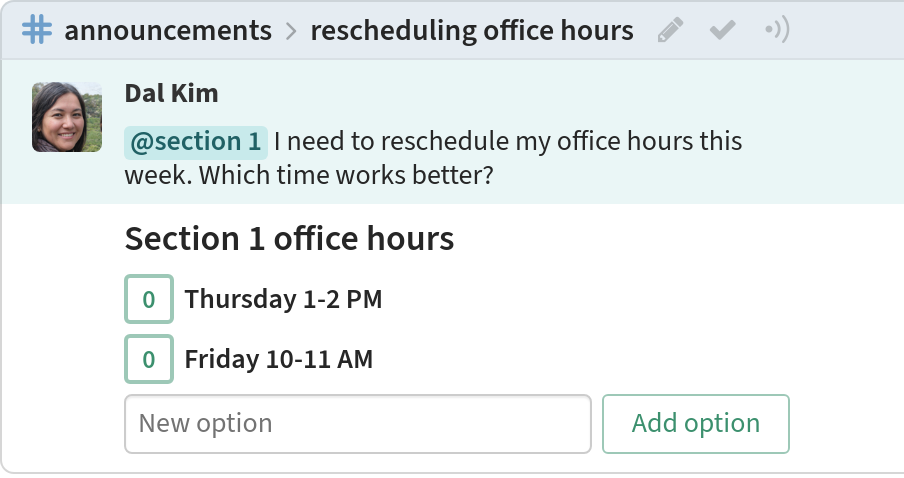 announcements > rescheduling office hours
Dal Kim
@section 1 I need to reschedule my office hours this
week. Which time works better?
Section 1 office hours
0 Thursday 1-2 PM
0 Friday 10-11 AM
New option Add option